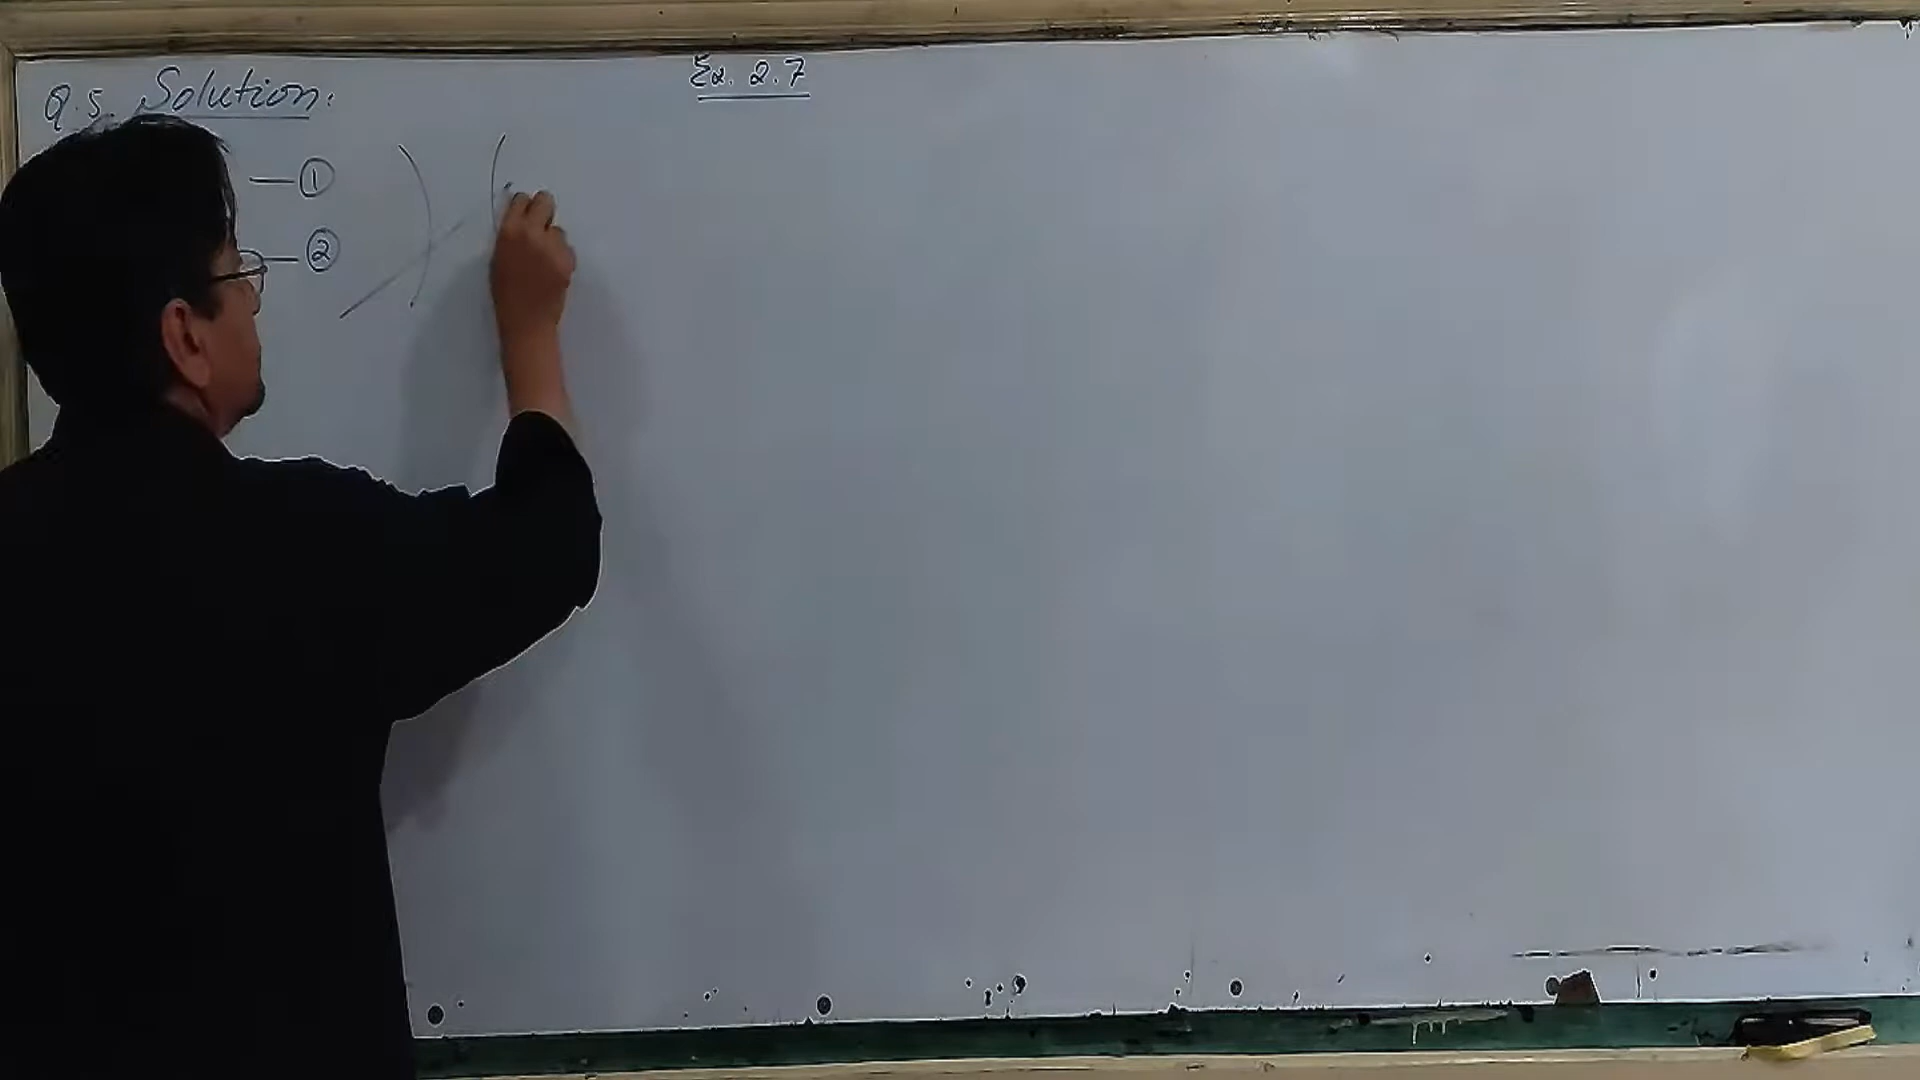 Ex. 2.7
Q.5. Solution:
—①
—②